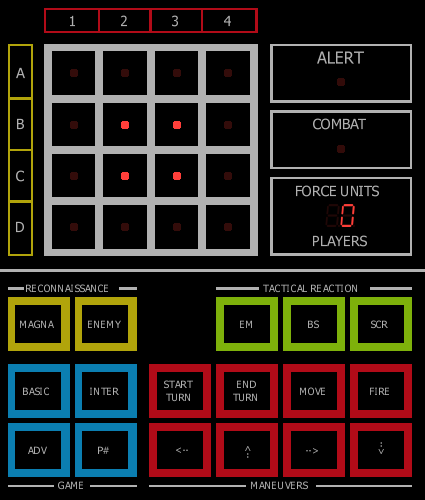 1 2 3 4
A
B
C
D
ALERT
COMBAT
FORCE UNITS
0
PLAYERS
RECONNAISSANCE
TACTICAL REACTION
MAGNA ENEMY EM BS SCR
BASIC INTER START TURN END TURN MOVE FIRE
ADV P# <-- ^ --> v
GAME MANEUVERS